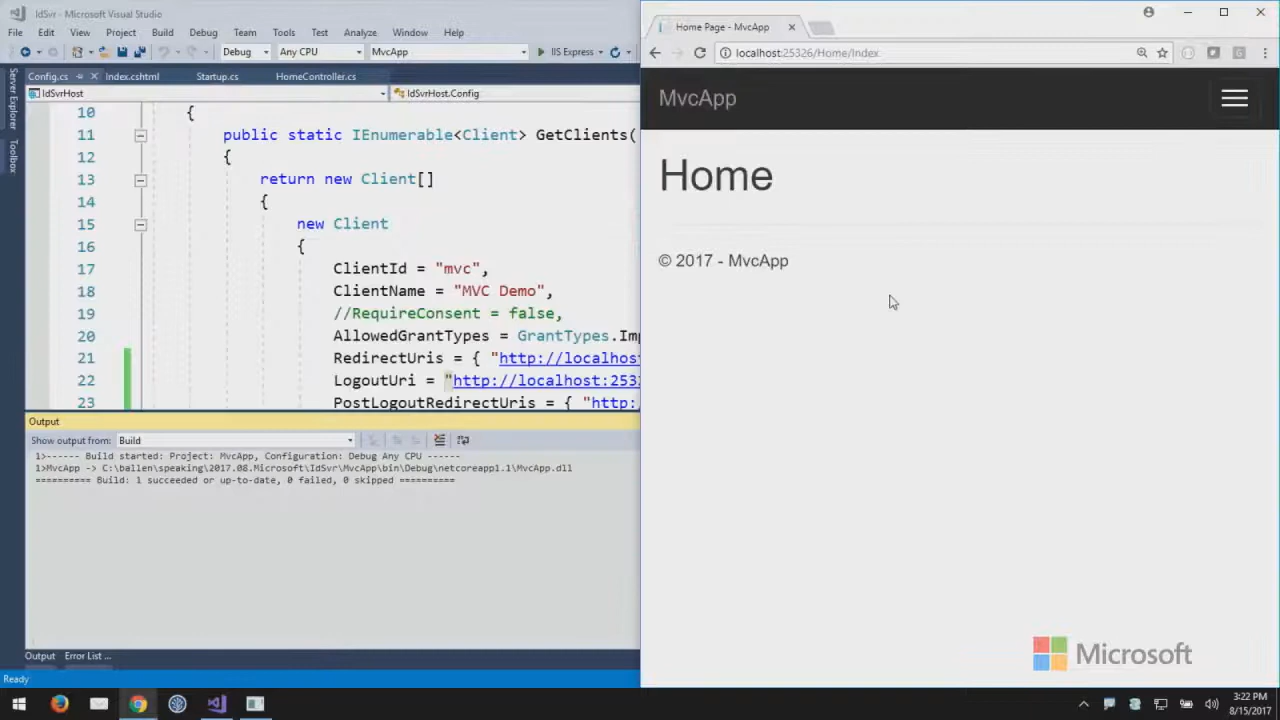 IdSvr - Microsoft Visual Studio
File Edit View Project Build Debug Team Tools Test Analyze Window Help
Debug Any CPU MvcApp IIS Express
Config.cs Index.cshtml Startup.cs HomeController.cs
IdSvrHost IdSvrHost.Config
Server Explorer
Toolbox
10 {
11 public static IEnumerable<Client> GetClients(
12 {
13 return new Client[]
14 {
15 new Client
16 {
17 ClientId = "mvc",
18 ClientName = "MVC Demo",
19 //RequireConsent = false,
20 AllowedGrantTypes = GrantTypes.Im
21 RedirectUris = { "http://localhost
22 LogoutUri = "http://localhost:2532
23 PostLogoutRedirectUris = { "http:
Output
Show output from: Build
1>------ Build started: Project: MvcApp, Configuration: Debug Any CPU ------
1>MvcApp -> C:\ballen\speaking\2017.08.Microsoft\IdSvr\MvcApp\bin\Debug\netcoreapp1.1\MvcApp.dll
========== Build: 1 succeeded or up-to-date, 0 failed, 0 skipped ==========
Output Error List ...
Ready
Home Page - MvcApp
localhost:25326/Home/Index
MvcApp
Home
© 2017 - MvcApp
Microsoft
3:22 PM
8/15/2017